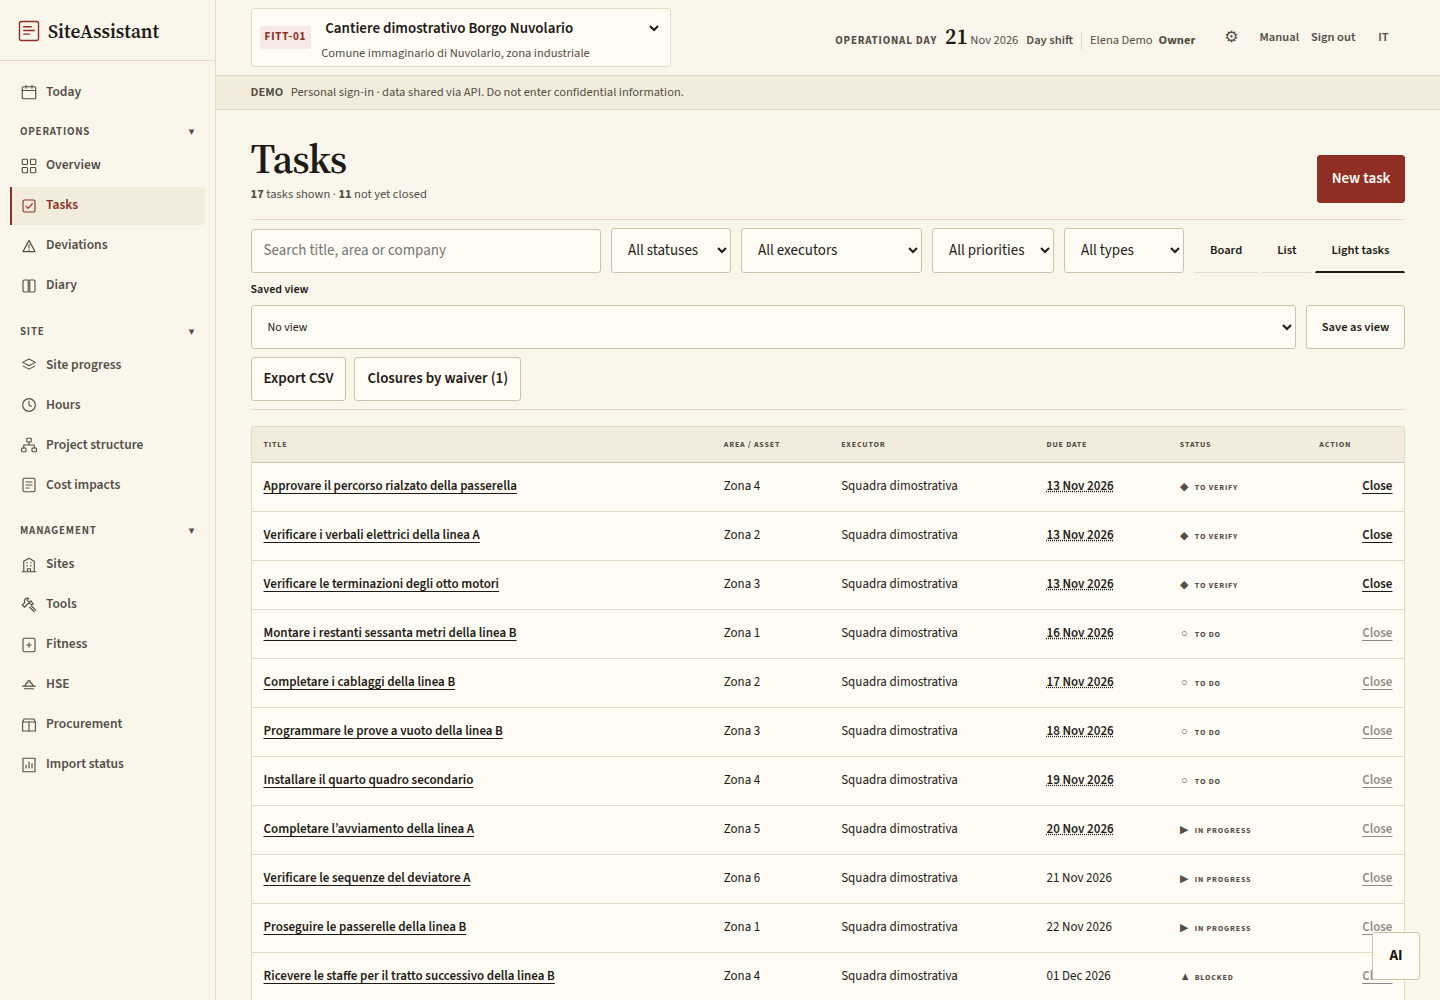 SiteAssistant
FITT-01
Cantiere dimostrativo Borgo Nuvolario
Comune immaginario di Nuvolario, zona industriale
OPERATIONAL DAY 21 Nov 2026 Day shift Elena Demo Owner
Manual Sign out IT
DEMO Personal sign-in · data shared via API. Do not enter confidential information.
Today
OPERATIONS
Overview
Tasks
Deviations
Diary
SITE
Site progress
Hours
Project structure
Cost impacts
MANAGEMENT
Sites
Tools
Fitness
HSE
Procurement
Import status
Tasks
17 tasks shown · 11 not yet closed
New task
Search title, area or company All statuses All executors All priorities All types Board List Light tasks
Saved view
No view Save as view
Export CSV Closures by waiver (1)
TITLE AREA / ASSET EXECUTOR DUE DATE STATUS ACTION
Approvare il percorso rialzato della passerella Zona 4 Squadra dimostrativa 13 Nov 2026 TO VERIFY Close
Verificare i verbali elettrici della linea A Zona 2 Squadra dimostrativa 13 Nov 2026 TO VERIFY Close
Verificare le terminazioni degli otto motori Zona 3 Squadra dimostrativa 13 Nov 2026 TO VERIFY Close
Montare i restanti sessanta metri della linea B Zona 1 Squadra dimostrativa 16 Nov 2026 TO DO Close
Completare i cablaggi della linea B Zona 2 Squadra dimostrativa 17 Nov 2026 TO DO Close
Programmare le prove a vuoto della linea B Zona 3 Squadra dimostrativa 18 Nov 2026 TO DO Close
Installare il quarto quadro secondario Zona 4 Squadra dimostrativa 19 Nov 2026 TO DO Close
Completare l'avviamento della linea A Zona 5 Squadra dimostrativa 20 Nov 2026 IN PROGRESS Close
Verificare le sequenze del deviatore A Zona 6 Squadra dimostrativa 21 Nov 2026 IN PROGRESS Close
Proseguire le passerelle della linea B Zona 1 Squadra dimostrativa 22 Nov 2026 IN PROGRESS Close
Ricevere le staffe per il tratto successivo della linea B Zona 4 Squadra dimostrativa 01 Dec 2026 BLOCKED
AI